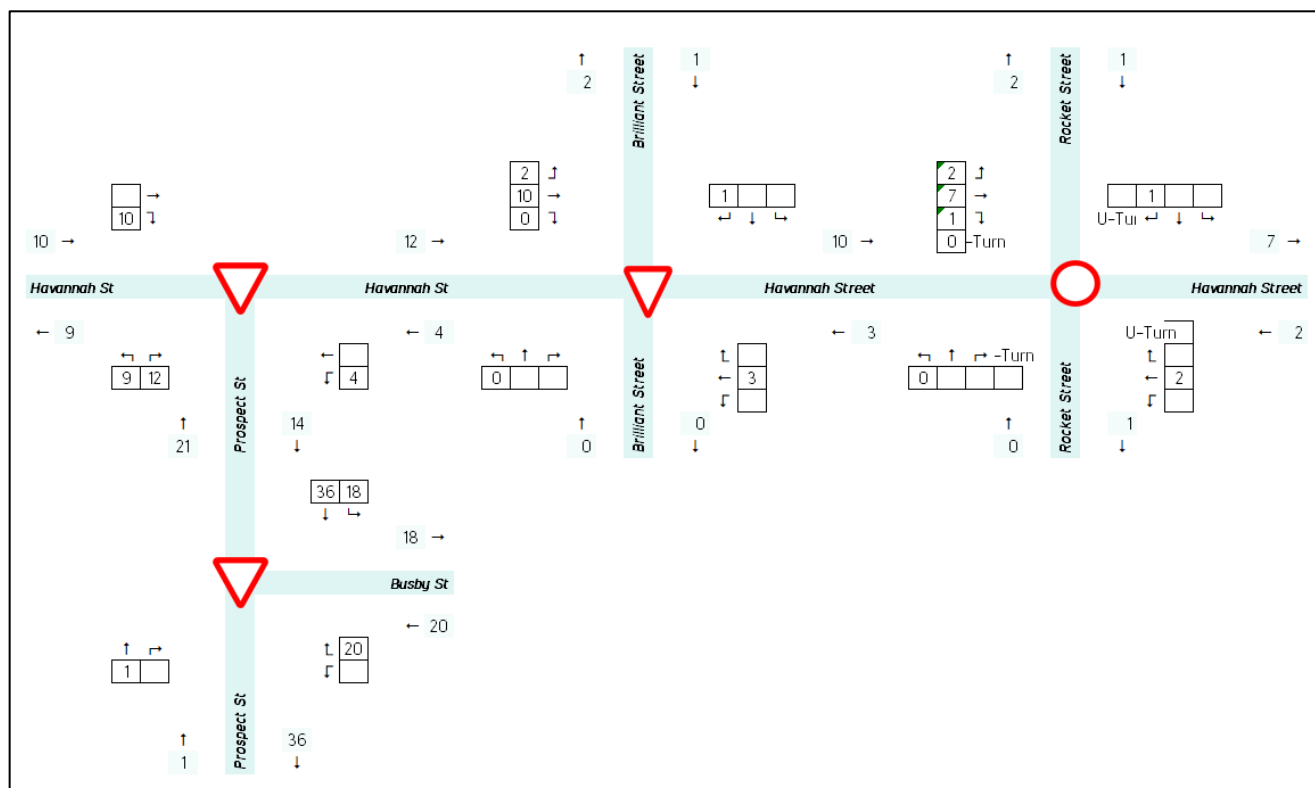 ↑ 1 ↑ 1
2 ↓ 2 ↓
Brilliant Street
Rocket Street
2 2
→ 10 → 1 7 → 1
10 0 1 U-Tur
10 → 12 → 10 → 0 -Turn 7 →
Havannah St Havannah St Havannah Street Havannah Street
← 9 ← 4 ← 3 U-Turn ← 2
← ← ↑ -Turn
9 12 4 0 3 0 2
↑ 14 ↑ 0 ↑ 1
21 ↓ 0 ↓ 0 ↓
Prospect St
Brilliant Street
Rocket Street
36 18
↓
18 →
Busby St
← 20
↑ 20
1
Prospect St
↑ 36
1 ↓